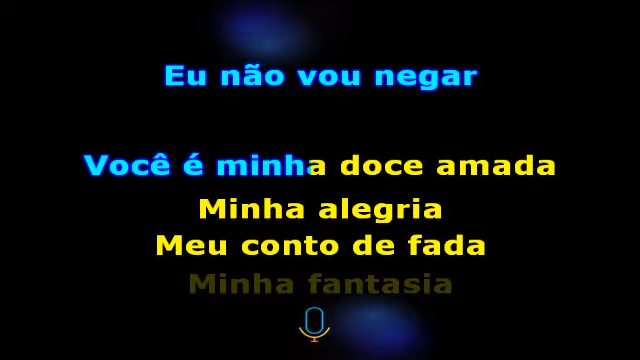 Eu não vou negar
Você é minha doce amada
Minha alegria
Meu conto de fada
Minha fantasia